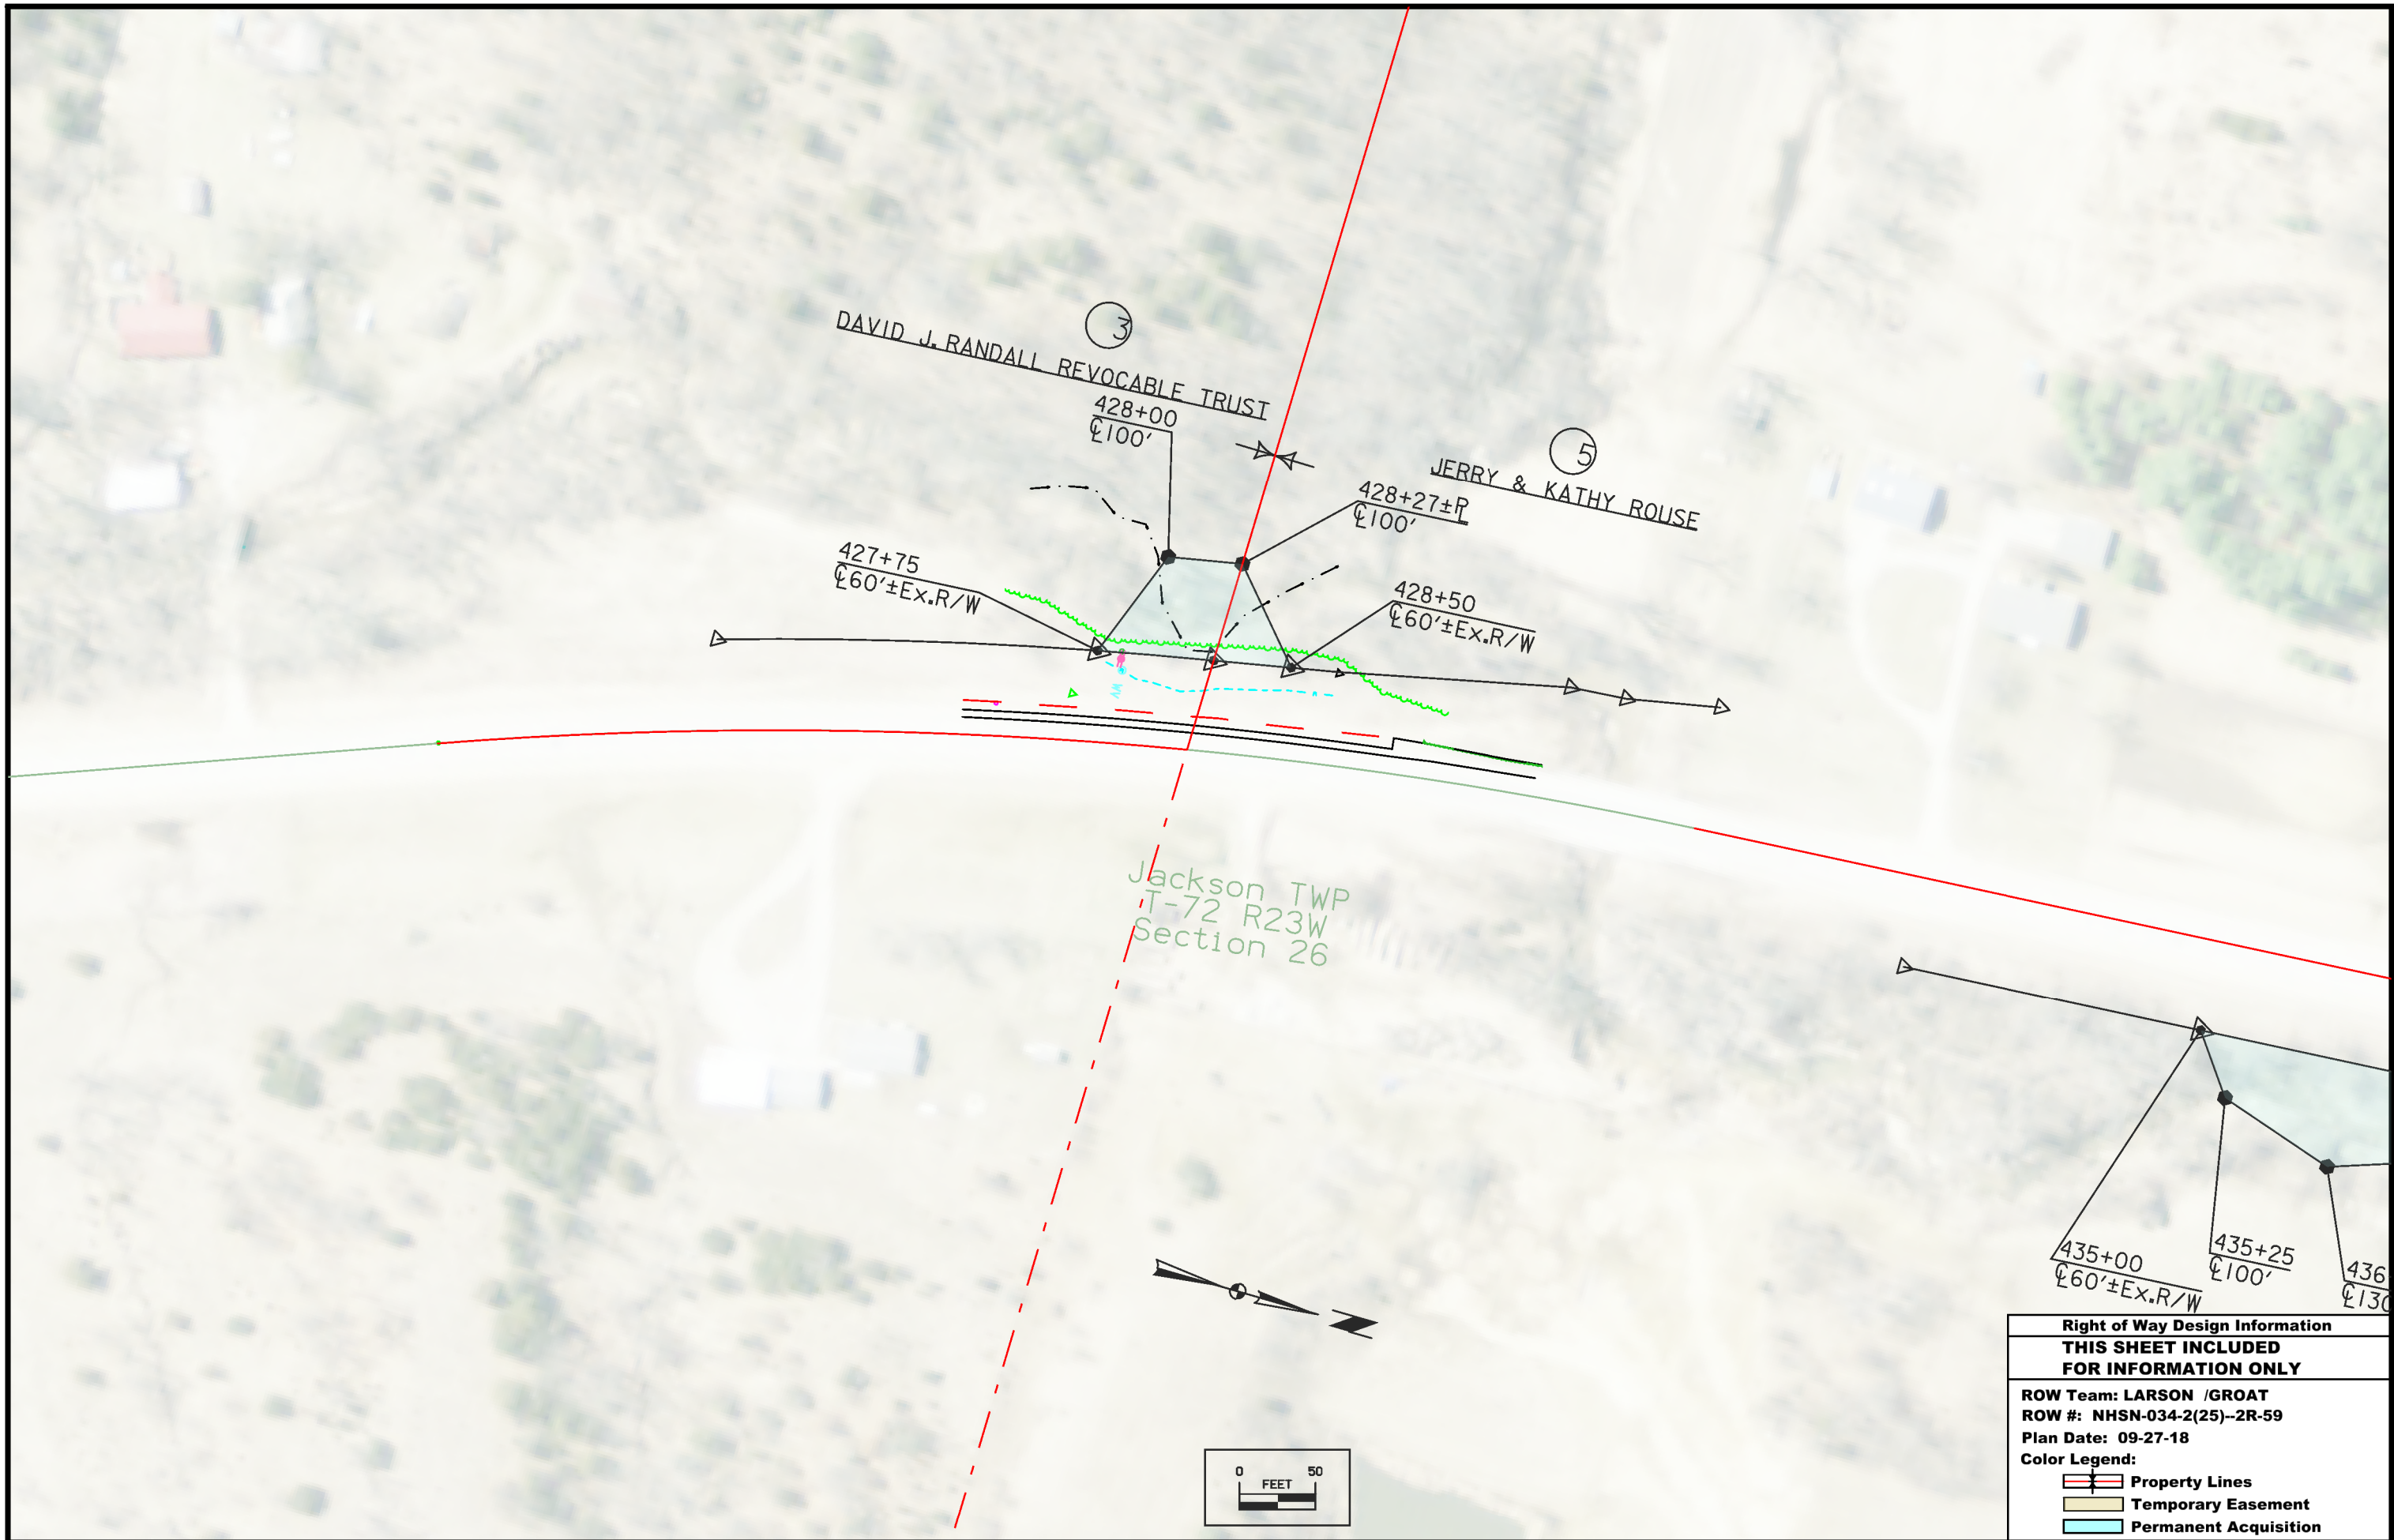 3
DAVID J. RANDALL REVOCABLE TRUST
428+00
℄100'
5
JERRY & KATHY ROUSE
428+27±℞
℄100'
427+75
℄60'±Ex.R/W
428+50
℄60'±Ex.R/W
Jackson TWP
T-72 R23W
Section 26
435+00
℄60'±Ex.R/W
435+25
℄100'
436
℄130
N
0 50
FEET
Right of Way Design Information
THIS SHEET INCLUDED
FOR INFORMATION ONLY
ROW Team: LARSON /GROAT
ROW #: NHSN-034-2(25)--2R-59
Plan Date: 09-27-18
Color Legend:
Property Lines
Temporary Easement
Permanent Acquisition